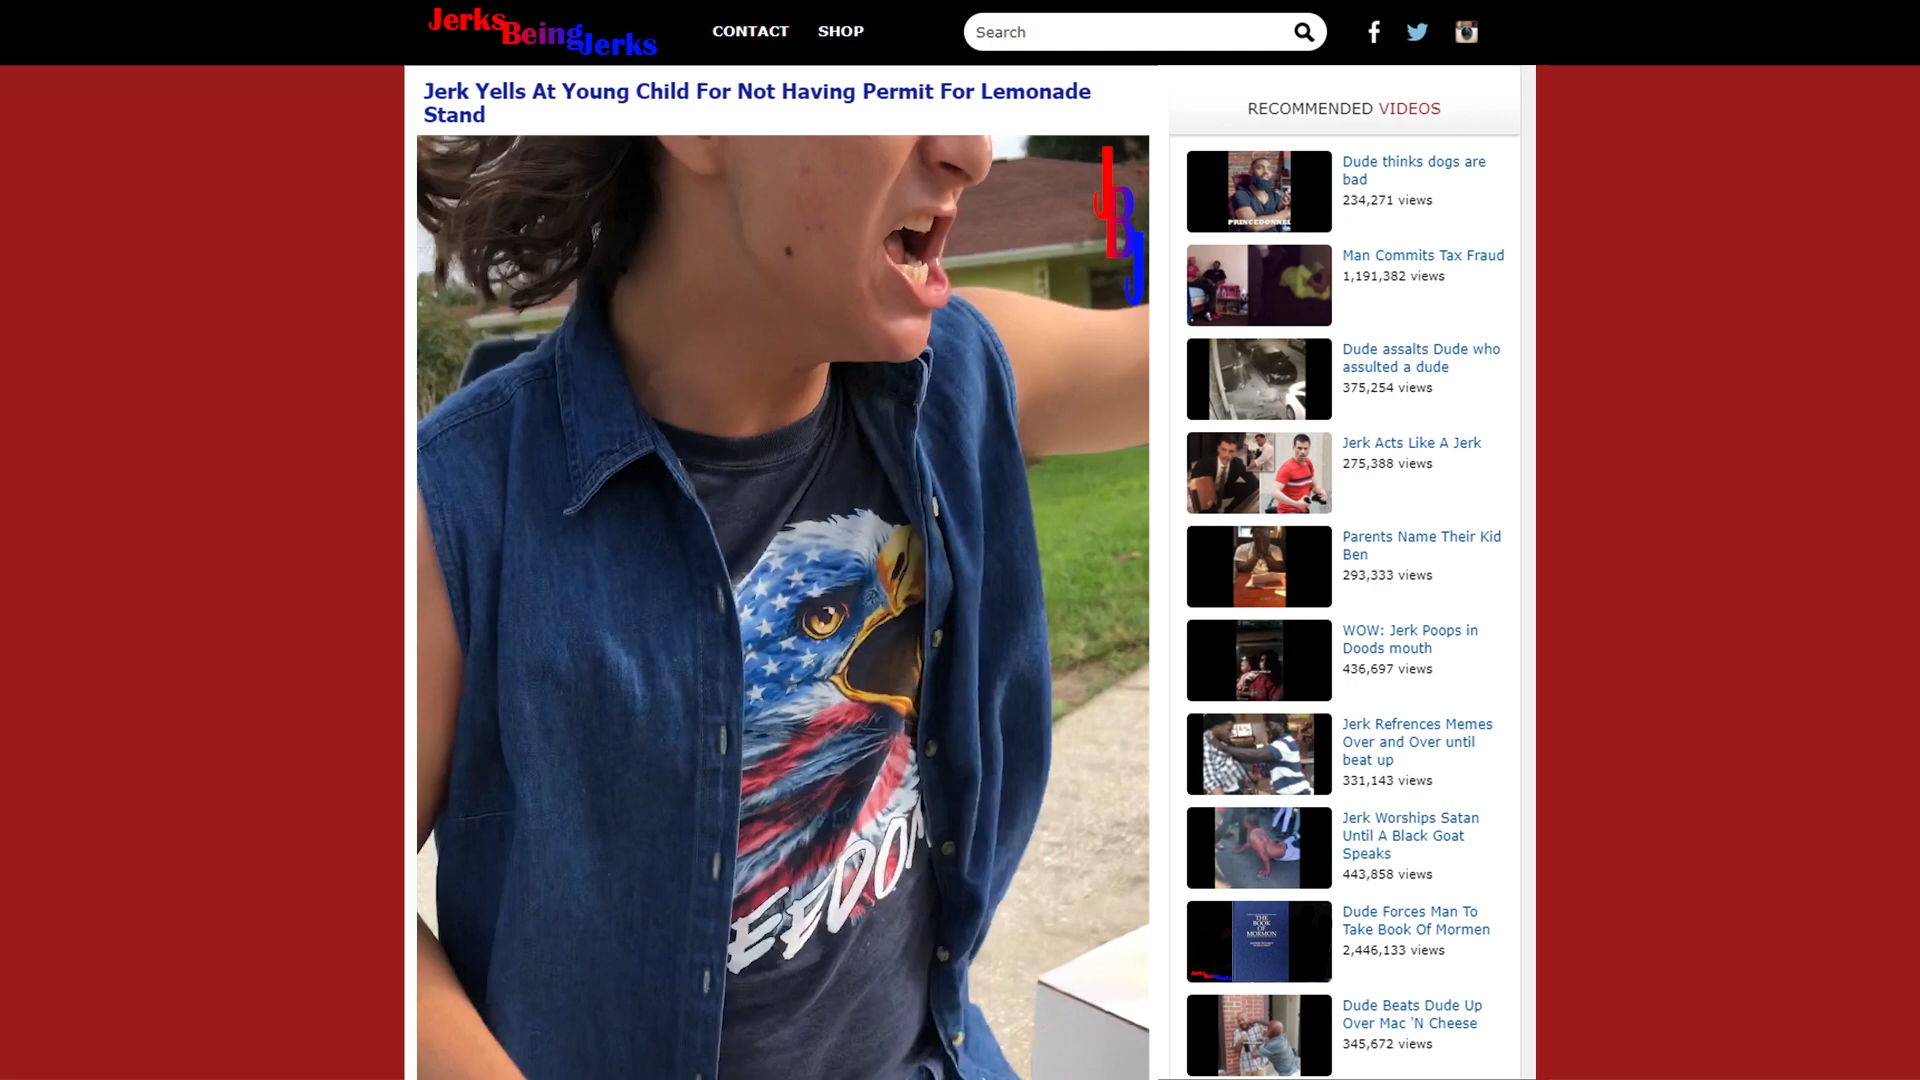 JerksBeingJerks
CONTACT
SHOP
Search
Jerk Yells At Young Child For Not Having Permit For Lemonade
Stand
JBJ
EEDOM
RECOMMENDED VIDEOS
Dude thinks dogs are
bad
234,271 views
PRINCEDONNEL
Man Commits Tax Fraud
1,191,382 views
Dude assalts Dude who
assulted a dude
375,254 views
Jerk Acts Like A Jerk
275,388 views
Parents Name Their Kid
Ben
293,333 views
WOW: Jerk Poops in
Doods mouth
436,697 views
Jerk Refrences Memes
Over and Over until
beat up
331,143 views
Jerk Worships Satan
Until A Black Goat
Speaks
443,858 views
THE
BOOK
OF
MORMON
JerksBeingJerks
Dude Forces Man To
Take Book Of Mormen
2,446,133 views
Dude Beats Dude Up
Over Mac 'N Cheese
345,672 views